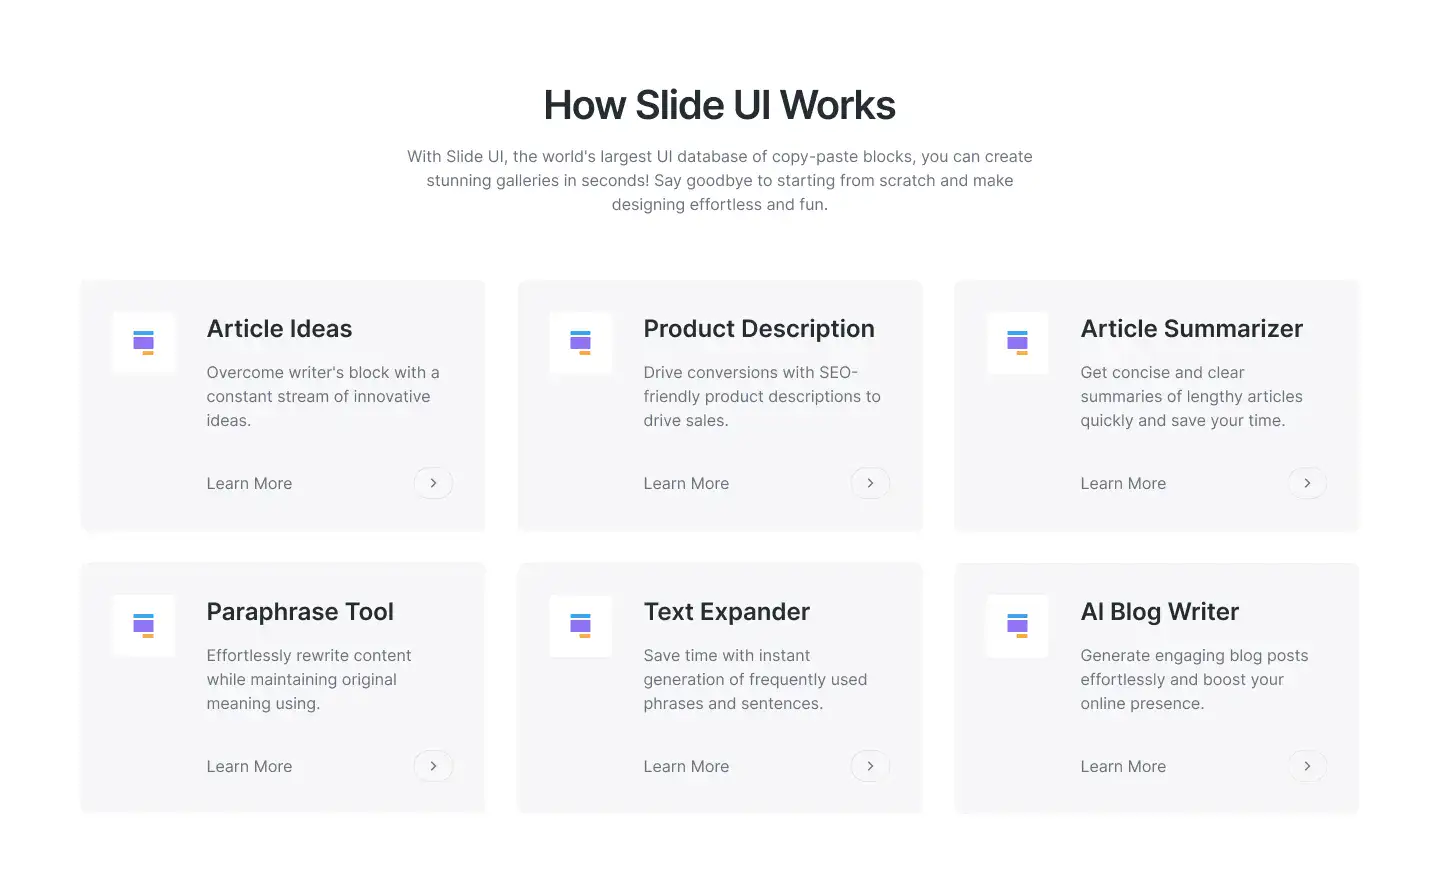 How Slide UI Works
With Slide UI, the world's largest UI database of copy-paste blocks, you can create
stunning galleries in seconds! Say goodbye to starting from scratch and make
designing effortless and fun.
Article Ideas
Overcome writer's block with a
constant stream of innovative
ideas.
Learn More
Product Description
Drive conversions with SEO-
friendly product descriptions to
drive sales.
Learn More
Article Summarizer
Get concise and clear
summaries of lengthy articles
quickly and save your time.
Learn More
Paraphrase Tool
Effortlessly rewrite content
while maintaining original
meaning using.
Learn More
Text Expander
Save time with instant
generation of frequently used
phrases and sentences.
Learn More
AI Blog Writer
Generate engaging blog posts
effortlessly and boost your
online presence.
Learn More